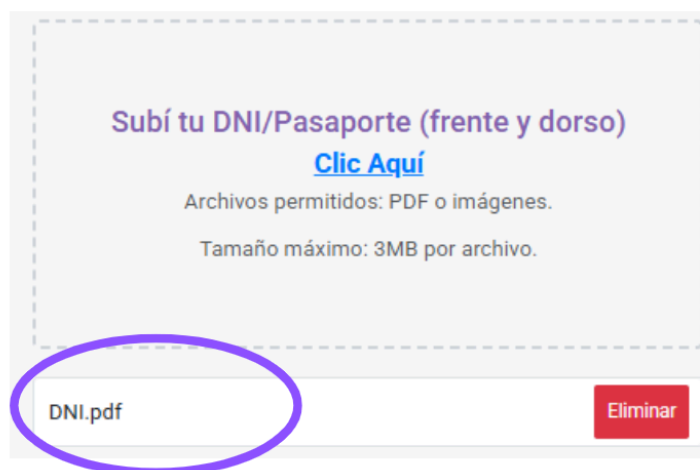 Subí tu DNI/Pasaporte (frente y dorso)
Clic Aquí
Archivos permitidos: PDF o imágenes.
Tamaño máximo: 3MB por archivo.
DNI.pdf
Eliminar